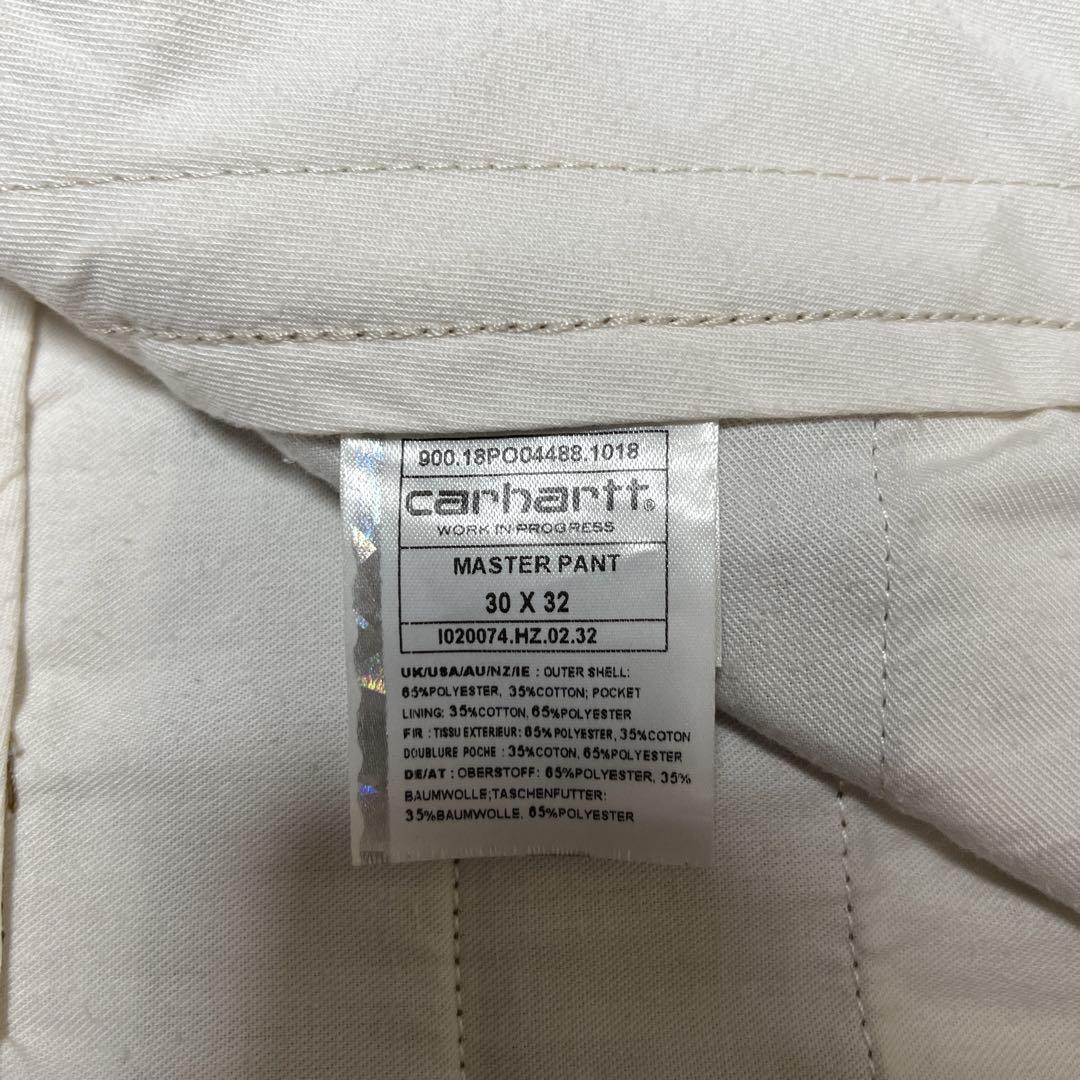 900.18PO04488.1018
carhartt®
WORK IN PROGRESS
MASTER PANT
30 X 32
I020074.HZ.02.32
UK/USA/AU/NZ/IE : OUTER SHELL:
65%POLYESTER, 35%COTTON; POCKET
LINING: 35%COTTON, 65%POLYESTER
FIR : TISSU EXTERIEUR: 65% POLYESTER, 35%COTON
DOUBLURE POCHE : 35%COTON, 65%POLYESTER
DE/AT : OBERSTOFF: 65%POLYESTER, 35%
BAUMWOLLE;TASCHENFUTTER:
35%BAUMWOLLE, 65%POLYESTER